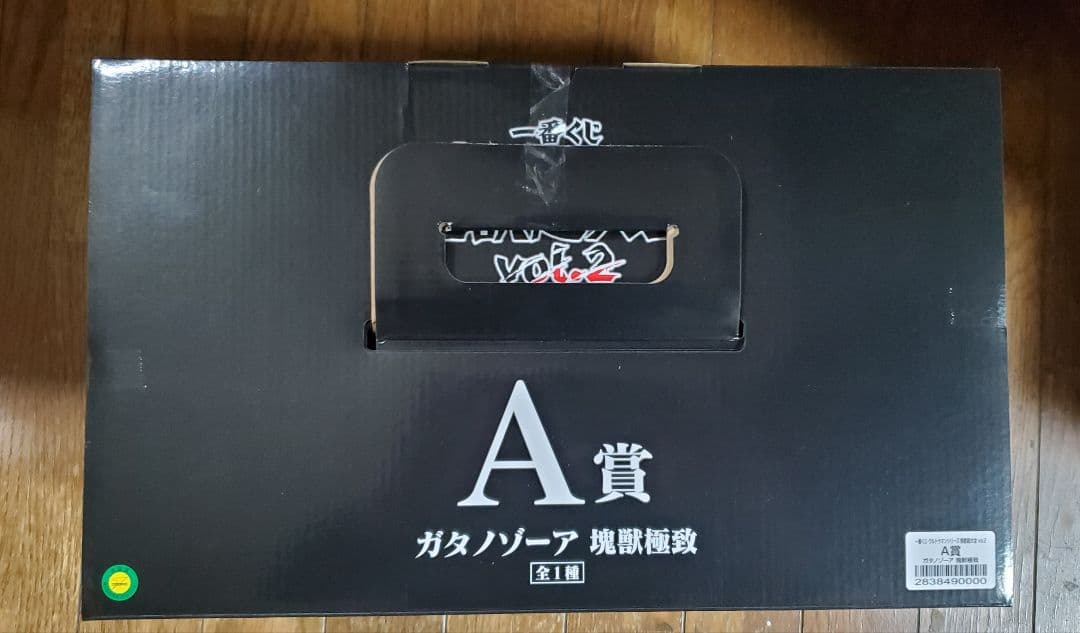 一番くじ
vol.2
A賞
ガタノゾーア 塊獣極致
全1種
A賞
ガタノゾーア 塊獣極致
2838490000